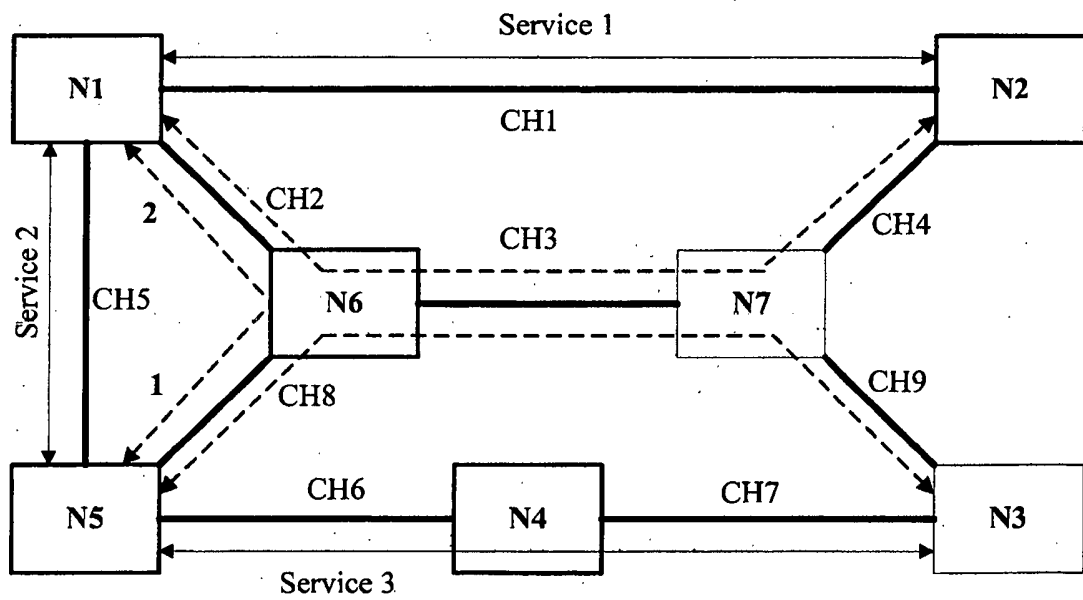 Service 1
N1
N2
CH1
CH2
2
CH3
CH4
Service 2
CH5
N6
N7
1
CH8
CH9
CH6
CH7
N5
N4
N3
Service 3